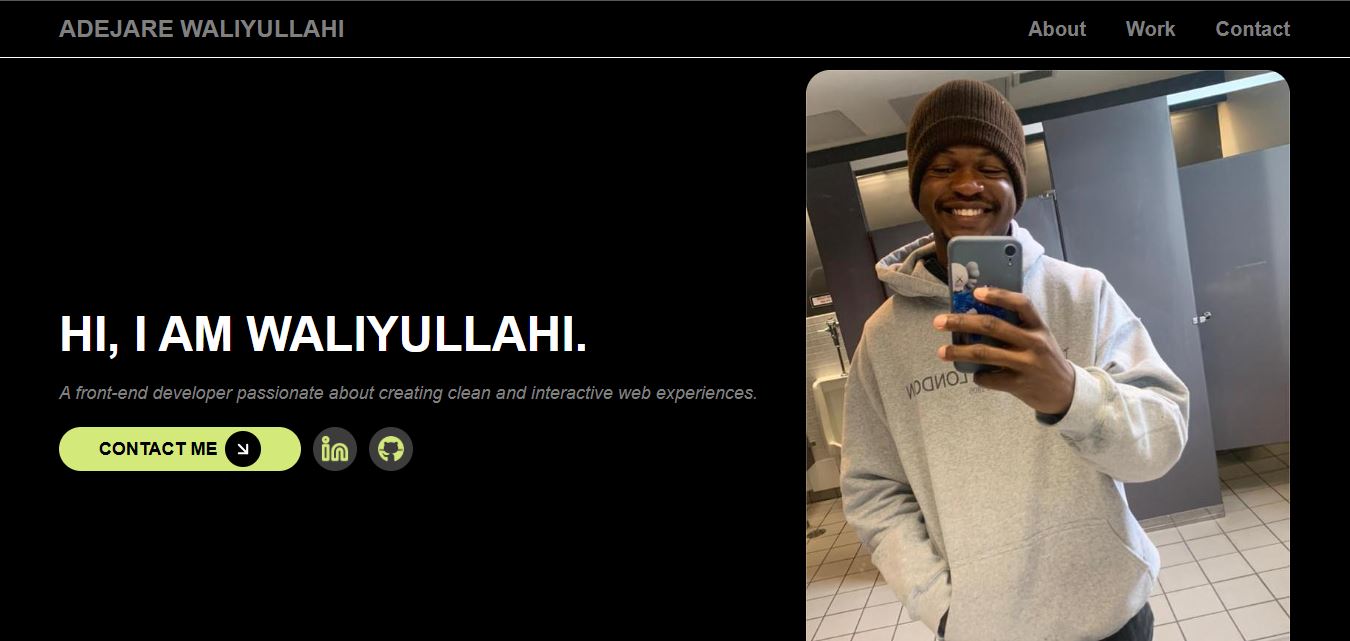 ADEJARE WALIYULLAHI
About Work Contact
HI, I AM WALIYULLAHI.
A front-end developer passionate about creating clean and interactive web experiences.
CONTACT ME
in
LONDON